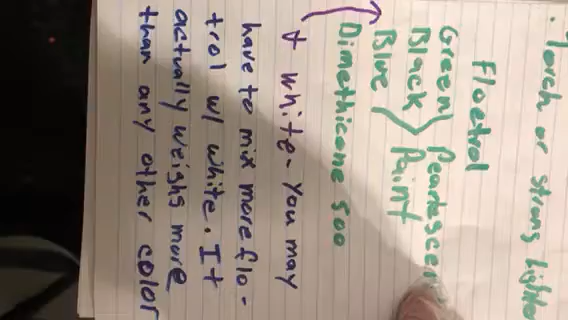 . Torch or strong lighter
Floetrol
Green
Black } Pearlescen
Blue } Paint
Dimethicone 500
+ white - you may
have to mix more flo-
trol w/ white. It
actually weighs more
than any other color